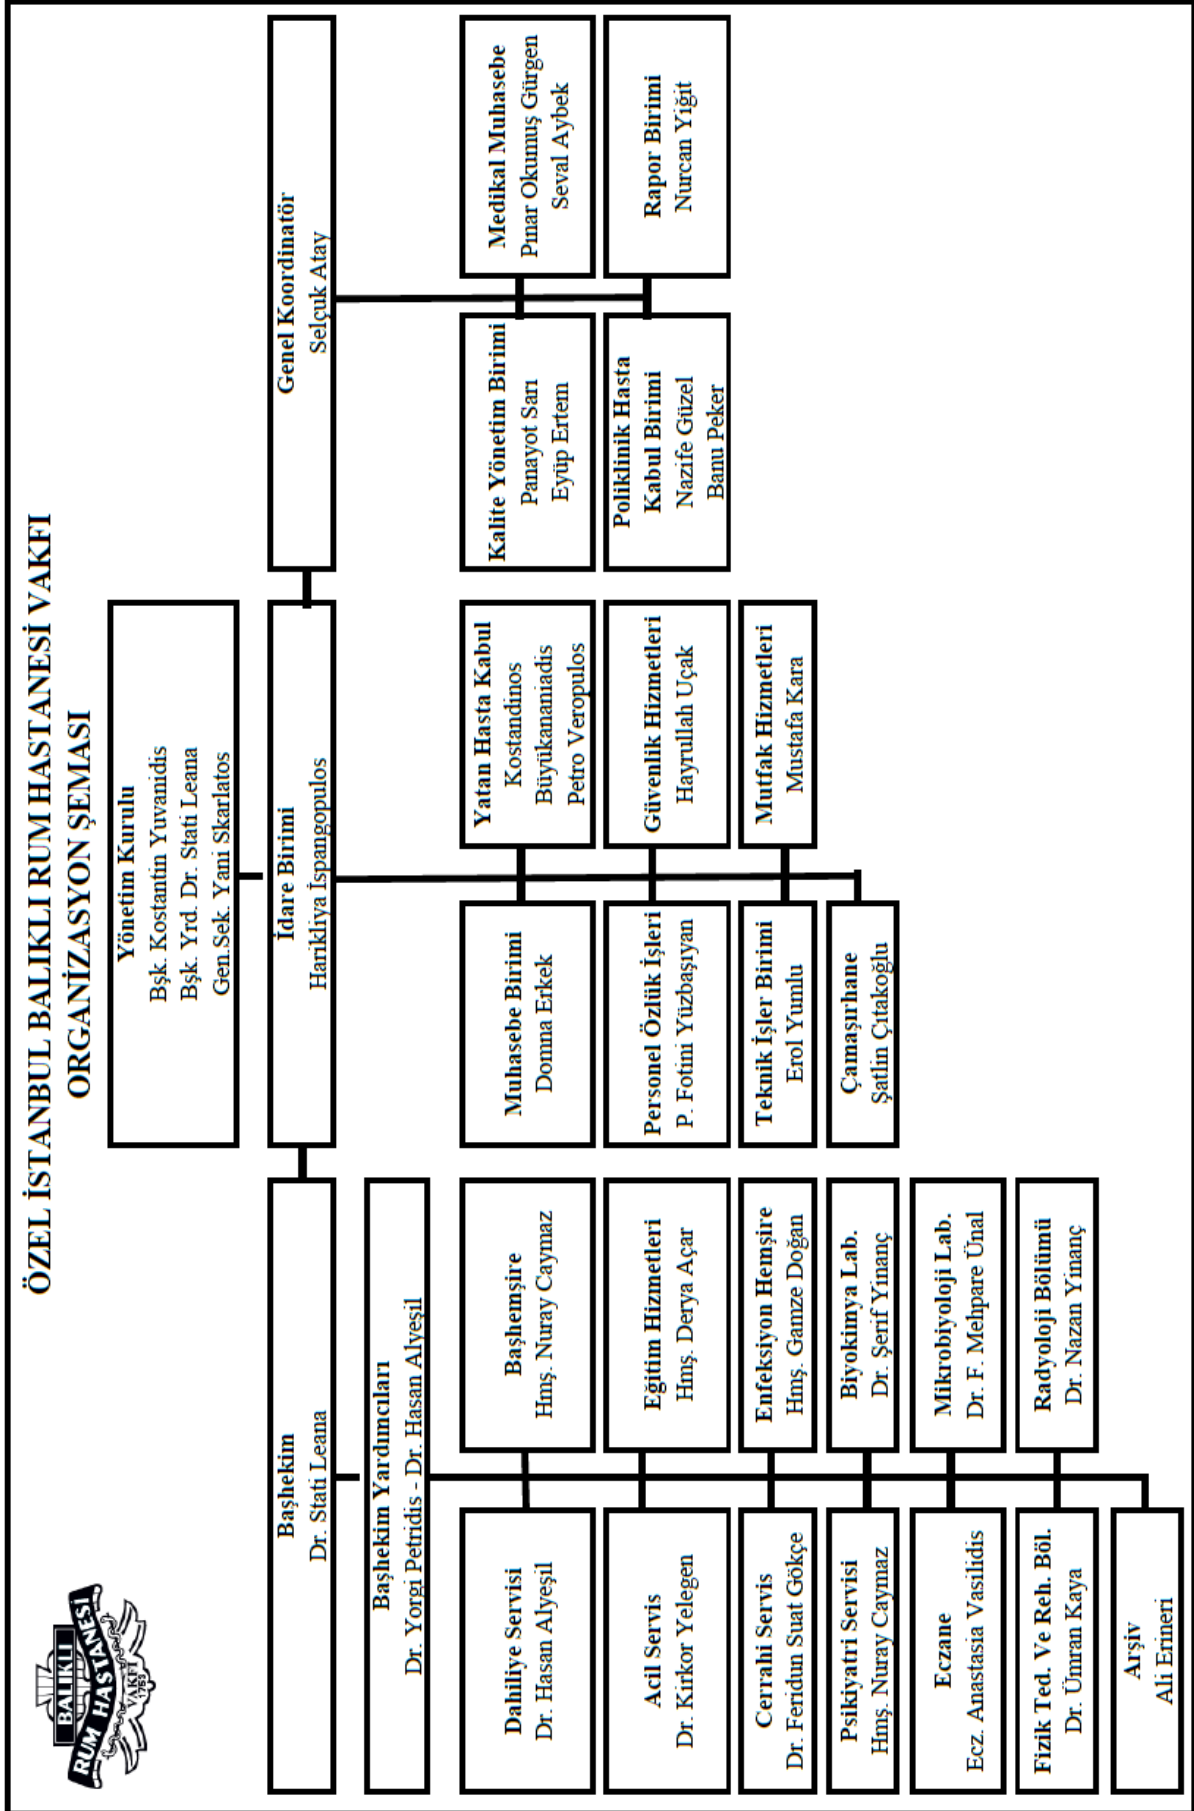 BALIKLI
RUM HASTANESİ
VAKFI
1753
ÖZEL İSTANBUL BALIKLI RUM HASTANESİ VAKFI
ORGANİZASYON ŞEMASI
Yönetim Kurulu
Bşk. Kostantin Yuvanidis
Bşk. Yrd. Dr. Stati Leana
Gen.Sek. Yani Skarlatos
Başhekim
Dr. Stati Leana
İdare Birimi
Harikliya İspangopulos
Genel Koordinatör
Selçuk Atay
Başhekim Yardımcıları
Dr. Yorgi Petridis - Dr. Hasan Alyeşil
Dahiliye Servisi
Dr. Hasan Alyeşil
Başhemşire
Hmş. Nuray Caymaz
Acil Servis
Dr. Kirkor Yelegen
Eğitim Hizmetleri
Hmş. Derya Açar
Cerrahi Servis
Dr. Feridun Suat Gökçe
Enfeksiyon Hemşire
Hmş. Gamze Doğan
Psikiyatri Servisi
Hmş. Nuray Caymaz
Biyokimya Lab.
Dr. Şerif Yınanç
Eczane
Ecz. Anastasia Vasilidis
Mikrobiyoloji Lab.
Dr. F. Mehpare Ünal
Fizik Ted. Ve Reh. Böl.
Dr. Ümran Kaya
Radyoloji Bölümü
Dr. Nazan Yınanç
Arşiv
Ali Erineri
Muhasebe Birimi
Domna Erkek
Yatan Hasta Kabul
Kostandinos
Büyükananiadis
Petro Veropulos
Personel Özlük İşleri
P. Fotini Yüzbaşıyan
Güvenlik Hizmetleri
Hayrullah Uçak
Teknik İşler Birimi
Erol Yumlu
Mutfak Hizmetleri
Mustafa Kara
Çamaşırhane
Şatlin Çıtakoğlu
Kalite Yönetim Birimi
Panayot Sarı
Eyüp Ertem
Medikal Muhasebe
Pınar Okumuş Gürgen
Seval Aybek
Poliklinik Hasta
Kabul Birimi
Nazife Güzel
Banu Peker
Rapor Birimi
Nurcan Yiğit